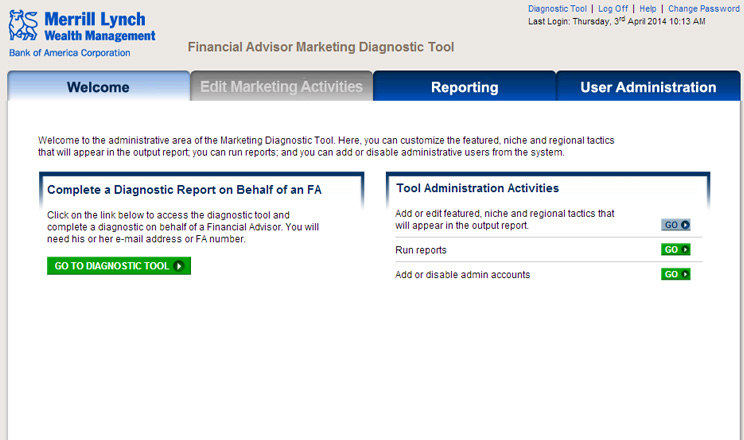 Merrill Lynch
Wealth Management
Bank of America Corporation
Financial Advisor Marketing Diagnostic Tool
Diagnostic Tool | Log Off | Help | Change Password
Last Login: Thursday, 3rd April 2014 10:13 AM
Welcome
Edit Marketing Activities
Reporting
User Administration
Welcome to the administrative area of the Marketing Diagnostic Tool. Here, you can customize the featured, niche and regional tactics
that will appear in the output report; you can run reports; and you can add or disable administrative users from the system.
Complete a Diagnostic Report on Behalf of an FA
Click on the link below to access the diagnostic tool and
complete a diagnostic on behalf of a Financial Advisor. You will
need his or her e-mail address or FA number.
GO TO DIAGNOSTIC TOOL
Tool Administration Activities
Add or edit featured, niche and regional tactics that
will appear in the output report. GO
Run reports GO
Add or disable admin accounts GO